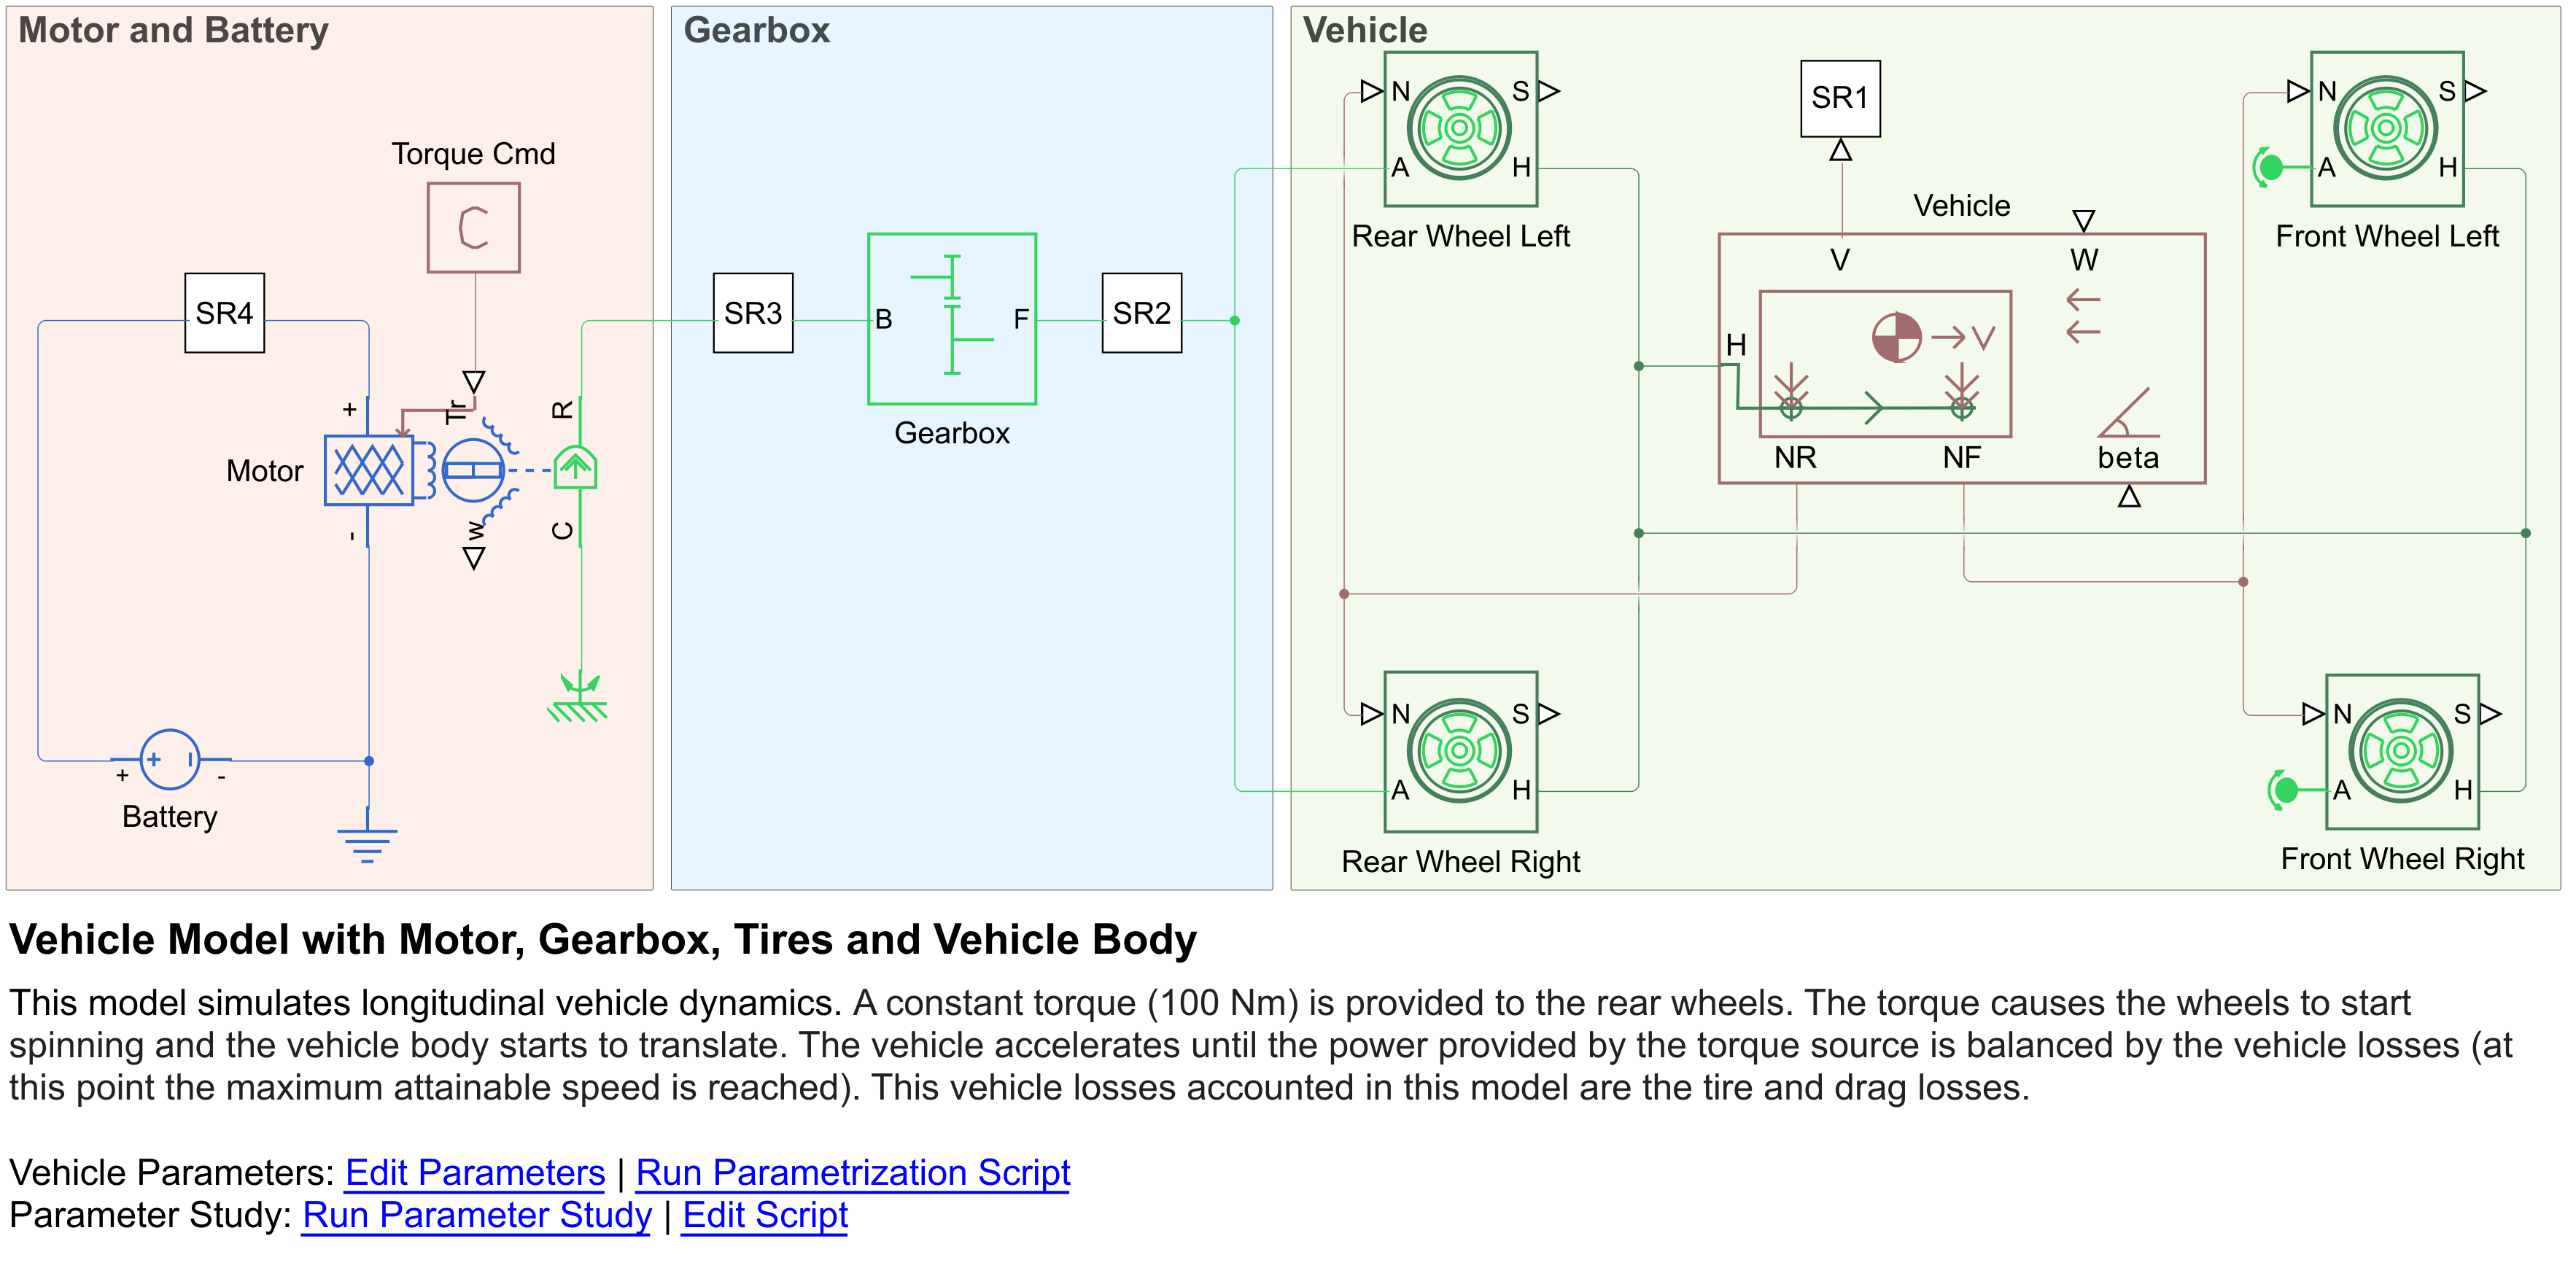 Motor and Battery
Gearbox
Vehicle
Torque Cmd
C
SR4
+
Tr
R
Motor
-
w
C
+
-
Battery
SR3
B
F
Gearbox
SR2
N
S
A
H
Rear Wheel Left
SR1
Vehicle
V
W
H
V
NR
NF
beta
N
S
A
H
Front Wheel Left
N
S
A
H
Rear Wheel Right
N
S
A
H
Front Wheel Right
Vehicle Model with Motor, Gearbox, Tires and Vehicle Body
This model simulates longitudinal vehicle dynamics. A constant torque (100 Nm) is provided to the rear wheels. The torque causes the wheels to start
spinning and the vehicle body starts to translate. The vehicle accelerates until the power provided by the torque source is balanced by the vehicle losses (at
this point the maximum attainable speed is reached). This vehicle losses accounted in this model are the tire and drag losses.
Vehicle Parameters: Edit Parameters | Run Parametrization Script
Parameter Study: Run Parameter Study | Edit Script